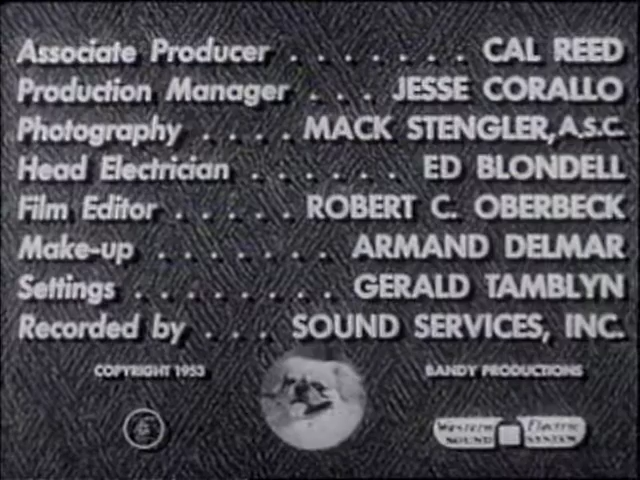 Associate Producer . . . . . . . CAL REED
Production Manager . . . JESSE CORALLO
Photography . . . . MACK STENGLER, A.S.C.
Head Electrician . . . . . . ED BLONDELL
Film Editor . . . . . ROBERT C. OBERBECK
Make-up . . . . . . . ARMAND DELMAR
Settings . . . . . . . . GERALD TAMBLYN
Recorded by . . . SOUND SERVICES, INC.
COPYRIGHT 1953 BANDY PRODUCTIONS
Western Electric
SOUND SYSTEM